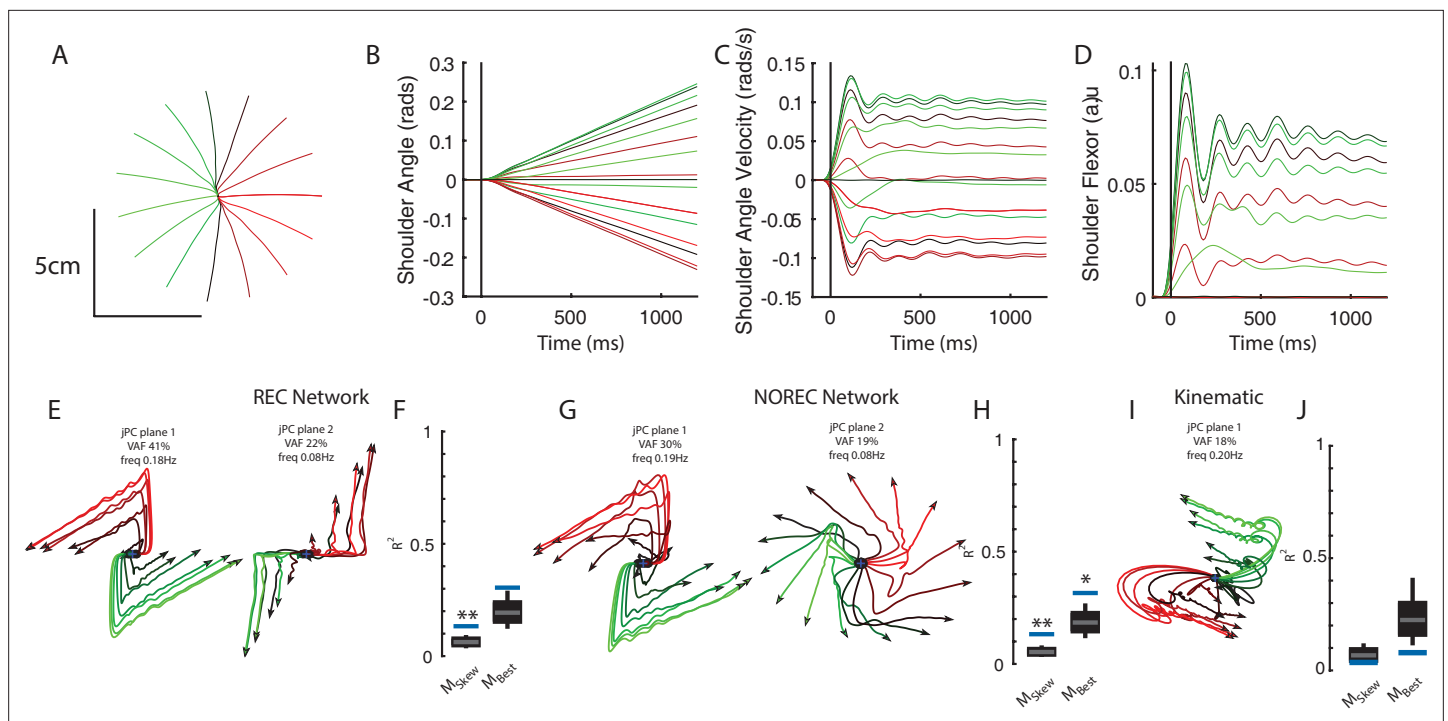 A
5cm
B
Shoulder Angle (rads)
0.3
0.2
0.1
0
-0.1
-0.2
-0.3
0
500
1000
Time (ms)
C
Shoulder Angle Velocity (rads/s)
0.15
0.1
0.05
0
-0.05
-0.1
-0.15
0
500
1000
Time (ms)
D
Shoulder Flexor (a)u
0.1
0.05
0
0
500
1000
Time (ms)
REC Network
E
jPC plane 1
VAF 41%
freq 0.18Hz
jPC plane 2
VAF 22%
freq 0.08Hz
F
1
R²
0.5
0
**
MSkew
MBest
NOREC Network
G
jPC plane 1
VAF 30%
freq 0.19Hz
jPC plane 2
VAF 19%
freq 0.08Hz
H
1
R²
0.5
0
**
*
MSkew
MBest
Kinematic
I
jPC plane 1
VAF 18%
freq 0.20Hz
J
1
R²
0.5
0
MSkew
MBest